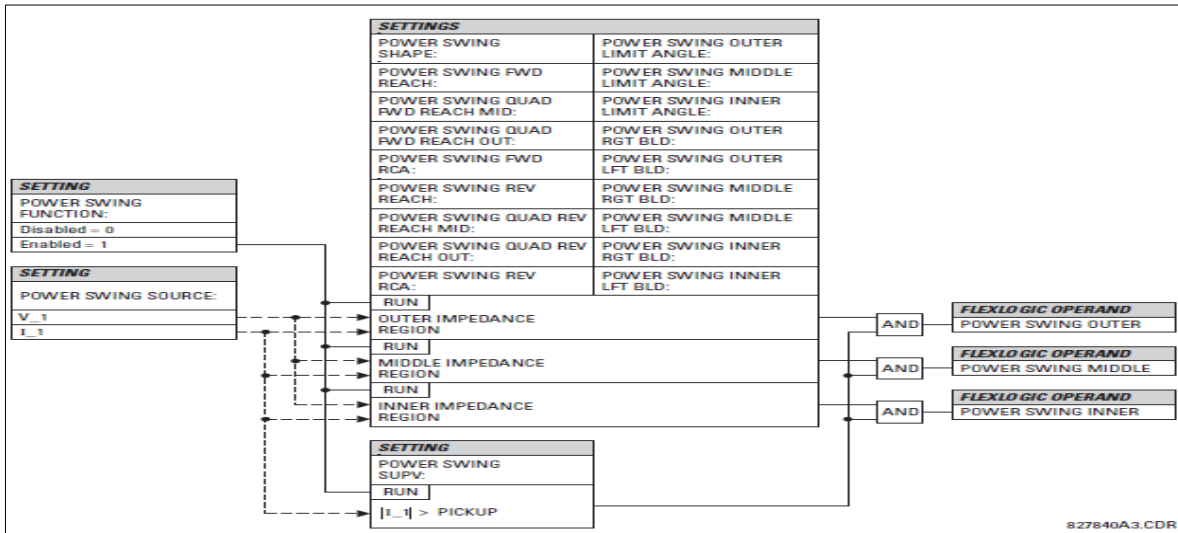 SETTINGS
POWER SWING
SHAPE:
POWER SWING OUTER
LIMIT ANGLE:
POWER SWING FWD
REACH:
POWER SWING MIDDLE
LIMIT ANGLE:
POWER SWING QUAD
FWD REACH MID:
POWER SWING INNER
LIMIT ANGLE:
POWER SWING QUAD
FWD REACH OUT:
POWER SWING OUTER
RGT BLD:
POWER SWING FWD
RCA:
POWER SWING OUTER
LFT BLD:
POWER SWING REV
REACH:
POWER SWING MIDDLE
RGT BLD:
POWER SWING QUAD REV
REACH MID:
POWER SWING MIDDLE
LFT BLD:
POWER SWING QUAD REV
REACH OUT:
POWER SWING INNER
RGT BLD:
POWER SWING REV
RCA:
POWER SWING INNER
LFT BLD:
RUN
OUTER IMPEDANCE
REGION
RUN
MIDDLE IMPEDANCE
REGION
RUN
INNER IMPEDANCE
REGION
SETTING
POWER SWING
FUNCTION:
Disabled = 0
Enabled = 1
SETTING
POWER SWING SOURCE:
V_1
I_1
SETTING
POWER SWING
SUPV:
RUN
|I_1| > PICKUP
AND
AND
AND
FLEXLOGIC OPERAND
POWER SWING OUTER
FLEXLOGIC OPERAND
POWER SWING MIDDLE
FLEXLOGIC OPERAND
POWER SWING INNER
827840A3.CDR